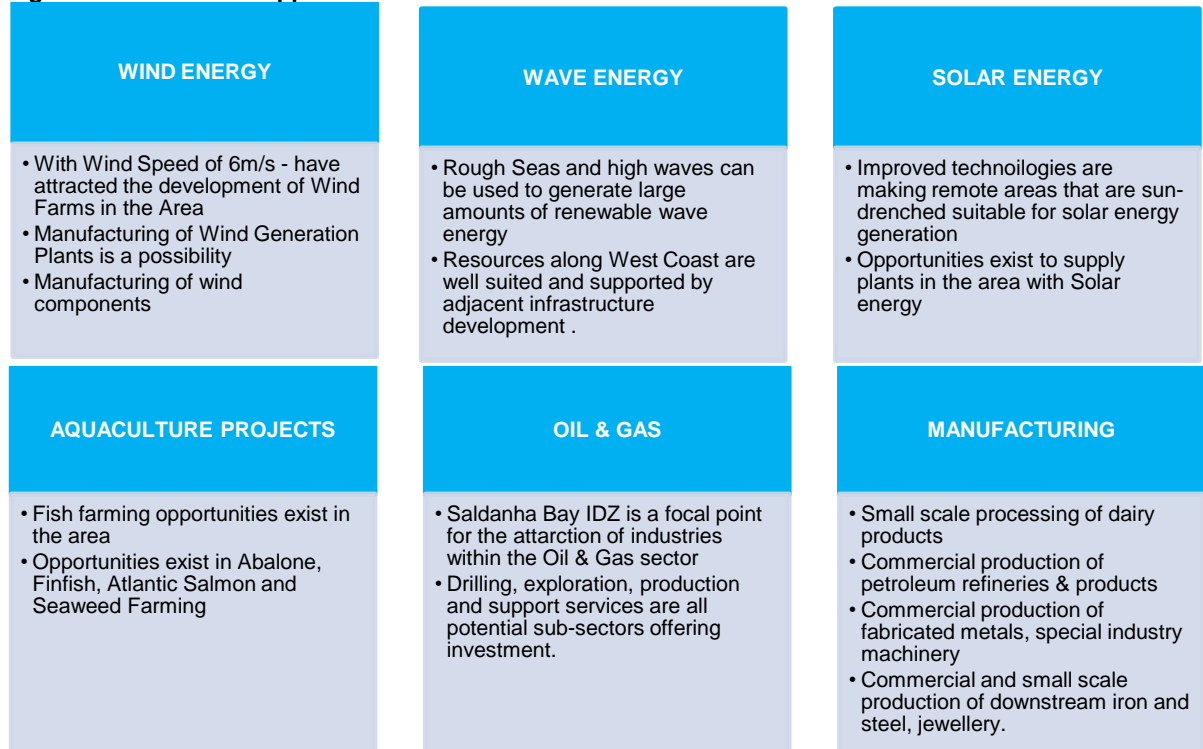 WIND ENERGY
• With Wind Speed of 6m/s - have
attracted the development of Wind
Farms in the Area
• Manufacturing of Wind Generation
Plants is a possibility
• Manufacturing of wind
components
WAVE ENERGY
• Rough Seas and high waves can
be used to generate large
amounts of renewable wave
energy
• Resources along West Coast are
well suited and supported by
adjacent infrastructure
development .
SOLAR ENERGY
• Improved technoilogies are
making remote areas that are sun-
drenched suitable for solar energy
generation
• Opportunities exist to supply
plants in the area with Solar
energy
AQUACULTURE PROJECTS
• Fish farming opportunities exist in
the area
• Opportunities exist in Abalone,
Finfish, Atlantic Salmon and
Seaweed Farming
OIL & GAS
• Saldanha Bay IDZ is a focal point
for the attarction of industries
within the Oil & Gas sector
• Drilling, exploration, production
and support services are all
potential sub-sectors offering
investment.
MANUFACTURING
• Small scale processing of dairy
products
• Commercial production of
petroleum refineries & products
• Commercial production of
fabricated metals, special industry
machinery
• Commercial and small scale
production of downstream iron and
steel, jewellery.